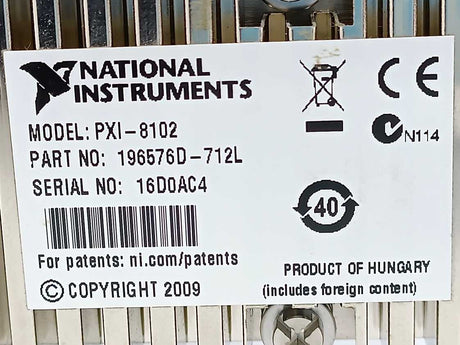 NATIONAL
INSTRUMENTS
CE
MODEL: PXI-8102
N114
PART NO: 196576D-712L
SERIAL NO: 16D0AC4
40
For patents: ni.com/patents
PRODUCT OF HUNGARY
© COPYRIGHT 2009
(includes foreign content)